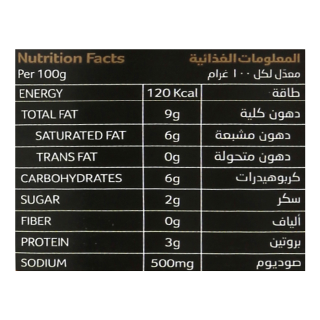 Nutrition Facts المعلومات الغذائية
Per 100g معدّل لكل ١٠٠ غرام
ENERGY 120 Kcal طاقة
TOTAL FAT 9g دهون كلية
SATURATED FAT 6g دهون مشبعة
TRANS FAT 0g دهون متحولة
CARBOHYDRATES 6g كربوهيدرات
SUGAR 2g سكر
FIBER 0g ألياف
PROTEIN 3g بروتين
SODIUM 500mg صوديوم